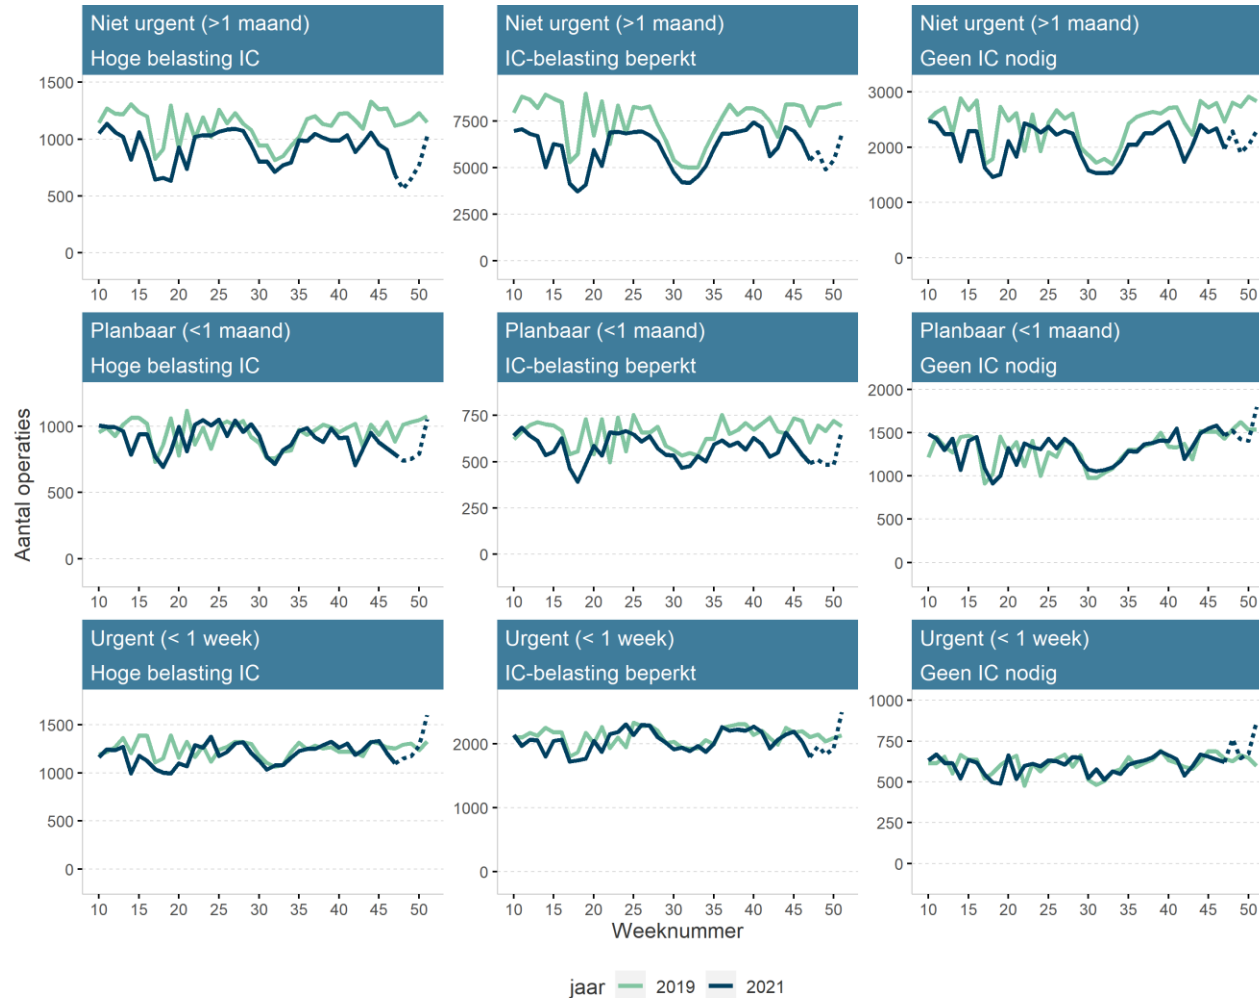 Niet urgent (>1 maand)
Hoge belasting IC
Niet urgent (>1 maand)
IC-belasting beperkt
Niet urgent (>1 maand)
Geen IC nodig
1500
1000
500
0
10 15 20 25 30 35 40 45 50
7500
5000
2500
0
10 15 20 25 30 35 40 45 50
3000
2000
1000
0
10 15 20 25 30 35 40 45 50
Planbaar (<1 maand)
Hoge belasting IC
Planbaar (<1 maand)
IC-belasting beperkt
Planbaar (<1 maand)
Geen IC nodig
Aantal operaties
1000
500
0
10 15 20 25 30 35 40 45 50
750
500
250
0
10 15 20 25 30 35 40 45 50
2000
1500
1000
500
0
10 15 20 25 30 35 40 45 50
Urgent (< 1 week)
Hoge belasting IC
Urgent (< 1 week)
IC-belasting beperkt
Urgent (< 1 week)
Geen IC nodig
1500
1000
500
0
10 15 20 25 30 35 40 45 50
2000
1000
0
10 15 20 25 30 35 40 45 50
1000
750
500
250
0
10 15 20 25 30 35 40 45 50
Weeknummer
jaar 2019 2021